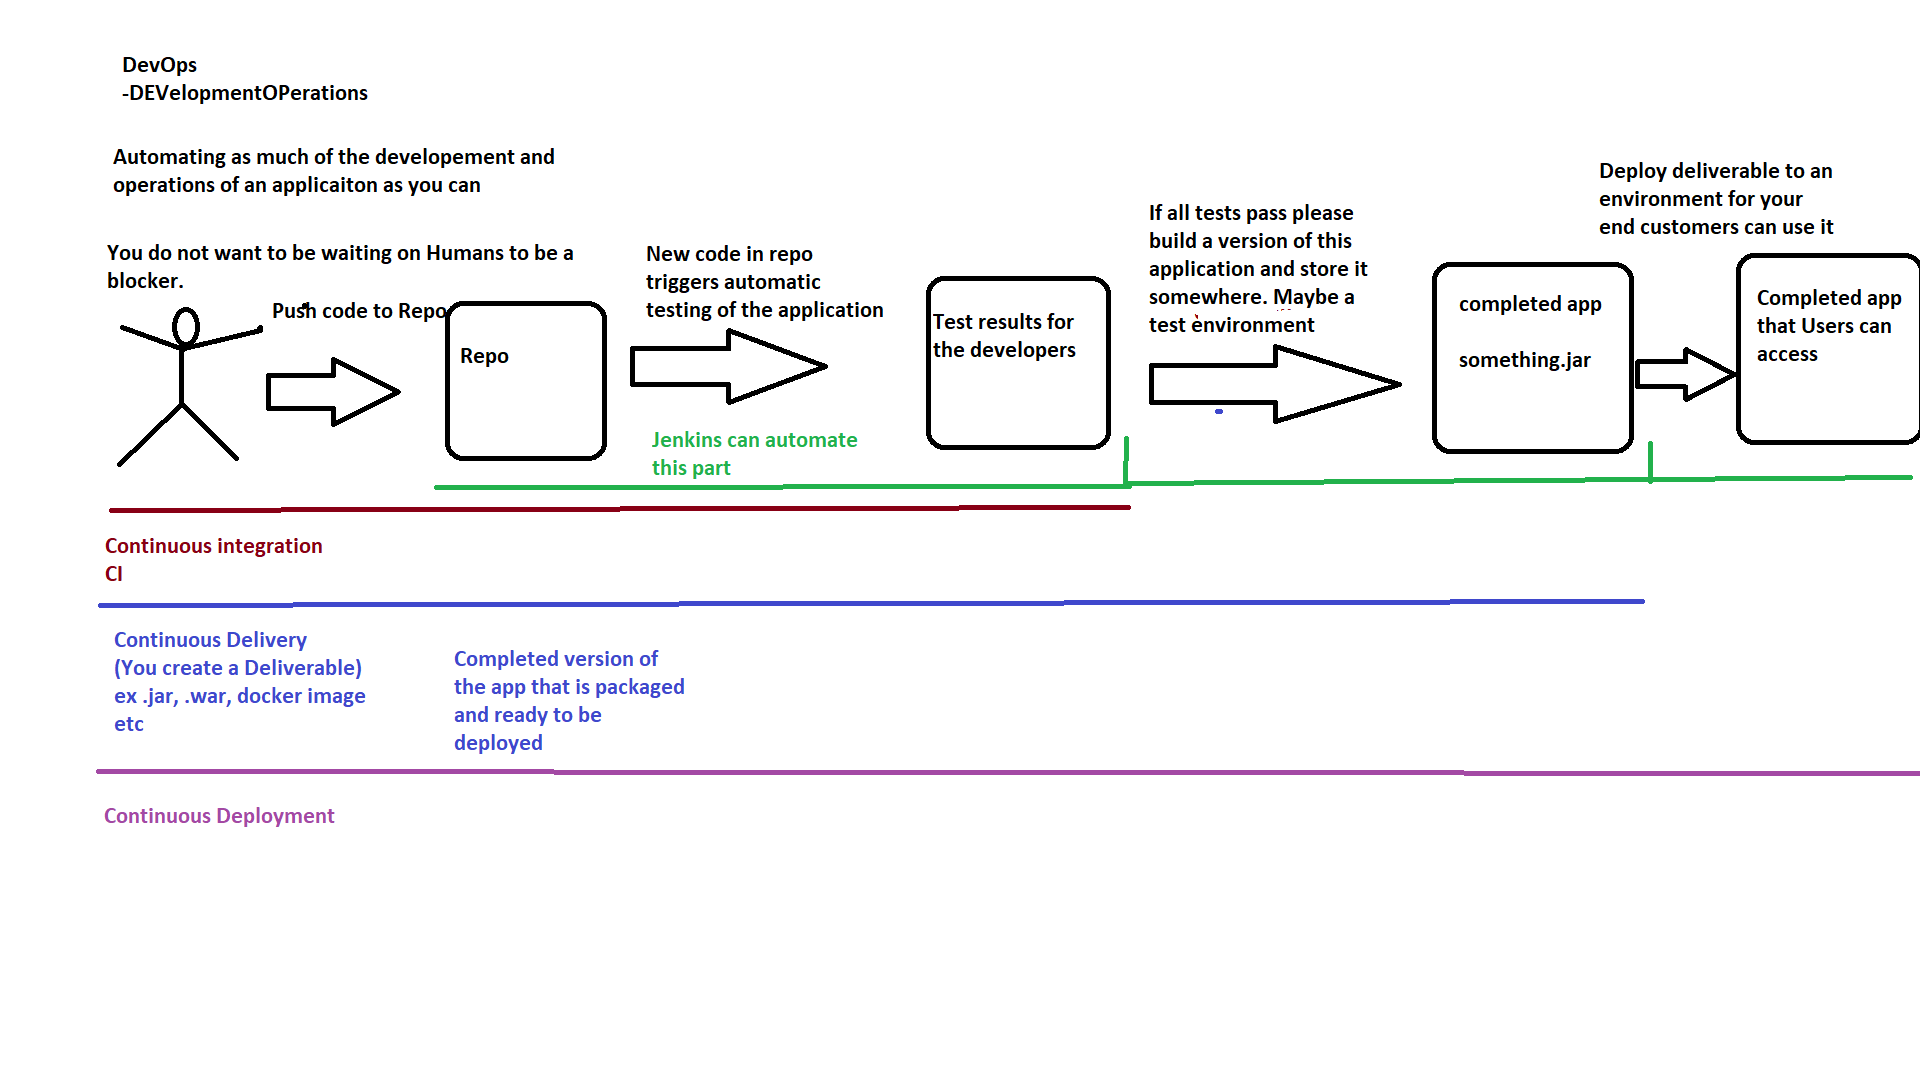 DevOps
-DEVelopmentOPerations
Automating as much of the developement and
operations of an applicaiton as you can
You do not want to be waiting on Humans to be a
blocker.
Push code to Repo
Repo
New code in repo
triggers automatic
testing of the application
Jenkins can automate
this part
Test results for
the developers
If all tests pass please
build a version of this
application and store it
somewhere. Maybe a
test environment
completed app
something.jar
Deploy deliverable to an
environment for your
end customers can use it
Completed app
that Users can
access
Continuous integration
CI
Continuous Delivery
(You create a Deliverable)
ex .jar, .war, docker image
etc
Completed version of
the app that is packaged
and ready to be
deployed
Continuous Deployment